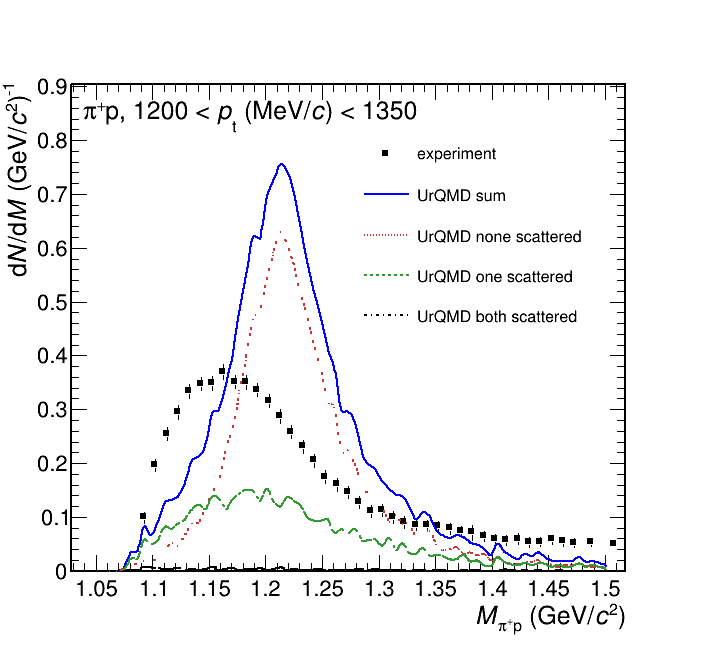 π⁺p, 1200 < pₜ (MeV/c) < 1350
dN/dM (GeV/c²)⁻¹
0.9
0.8
0.7
0.6
0.5
0.4
0.3
0.2
0.1
0
experiment
UrQMD sum
UrQMD none scattered
UrQMD one scattered
UrQMD both scattered
1.05 1.1 1.15 1.2 1.25 1.3 1.35 1.4 1.45 1.5
M_π⁺p (GeV/c²)